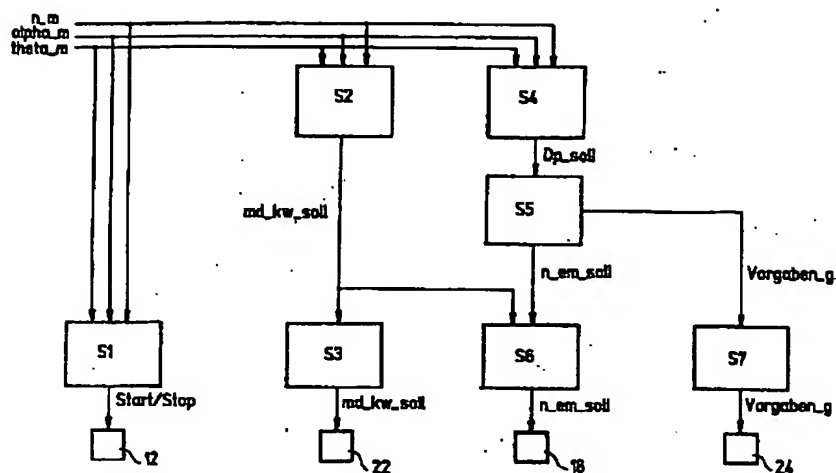 n_m
alpha_m
theta_m
S2
S4
Dp_soll
md_kw_soll
S5
n_em_soll
Vorgaben_g
S1
S3
S6
S7
Start/Stop
md_kw_soll
n_em_soll
Vorgaben_g
12
22
18
24